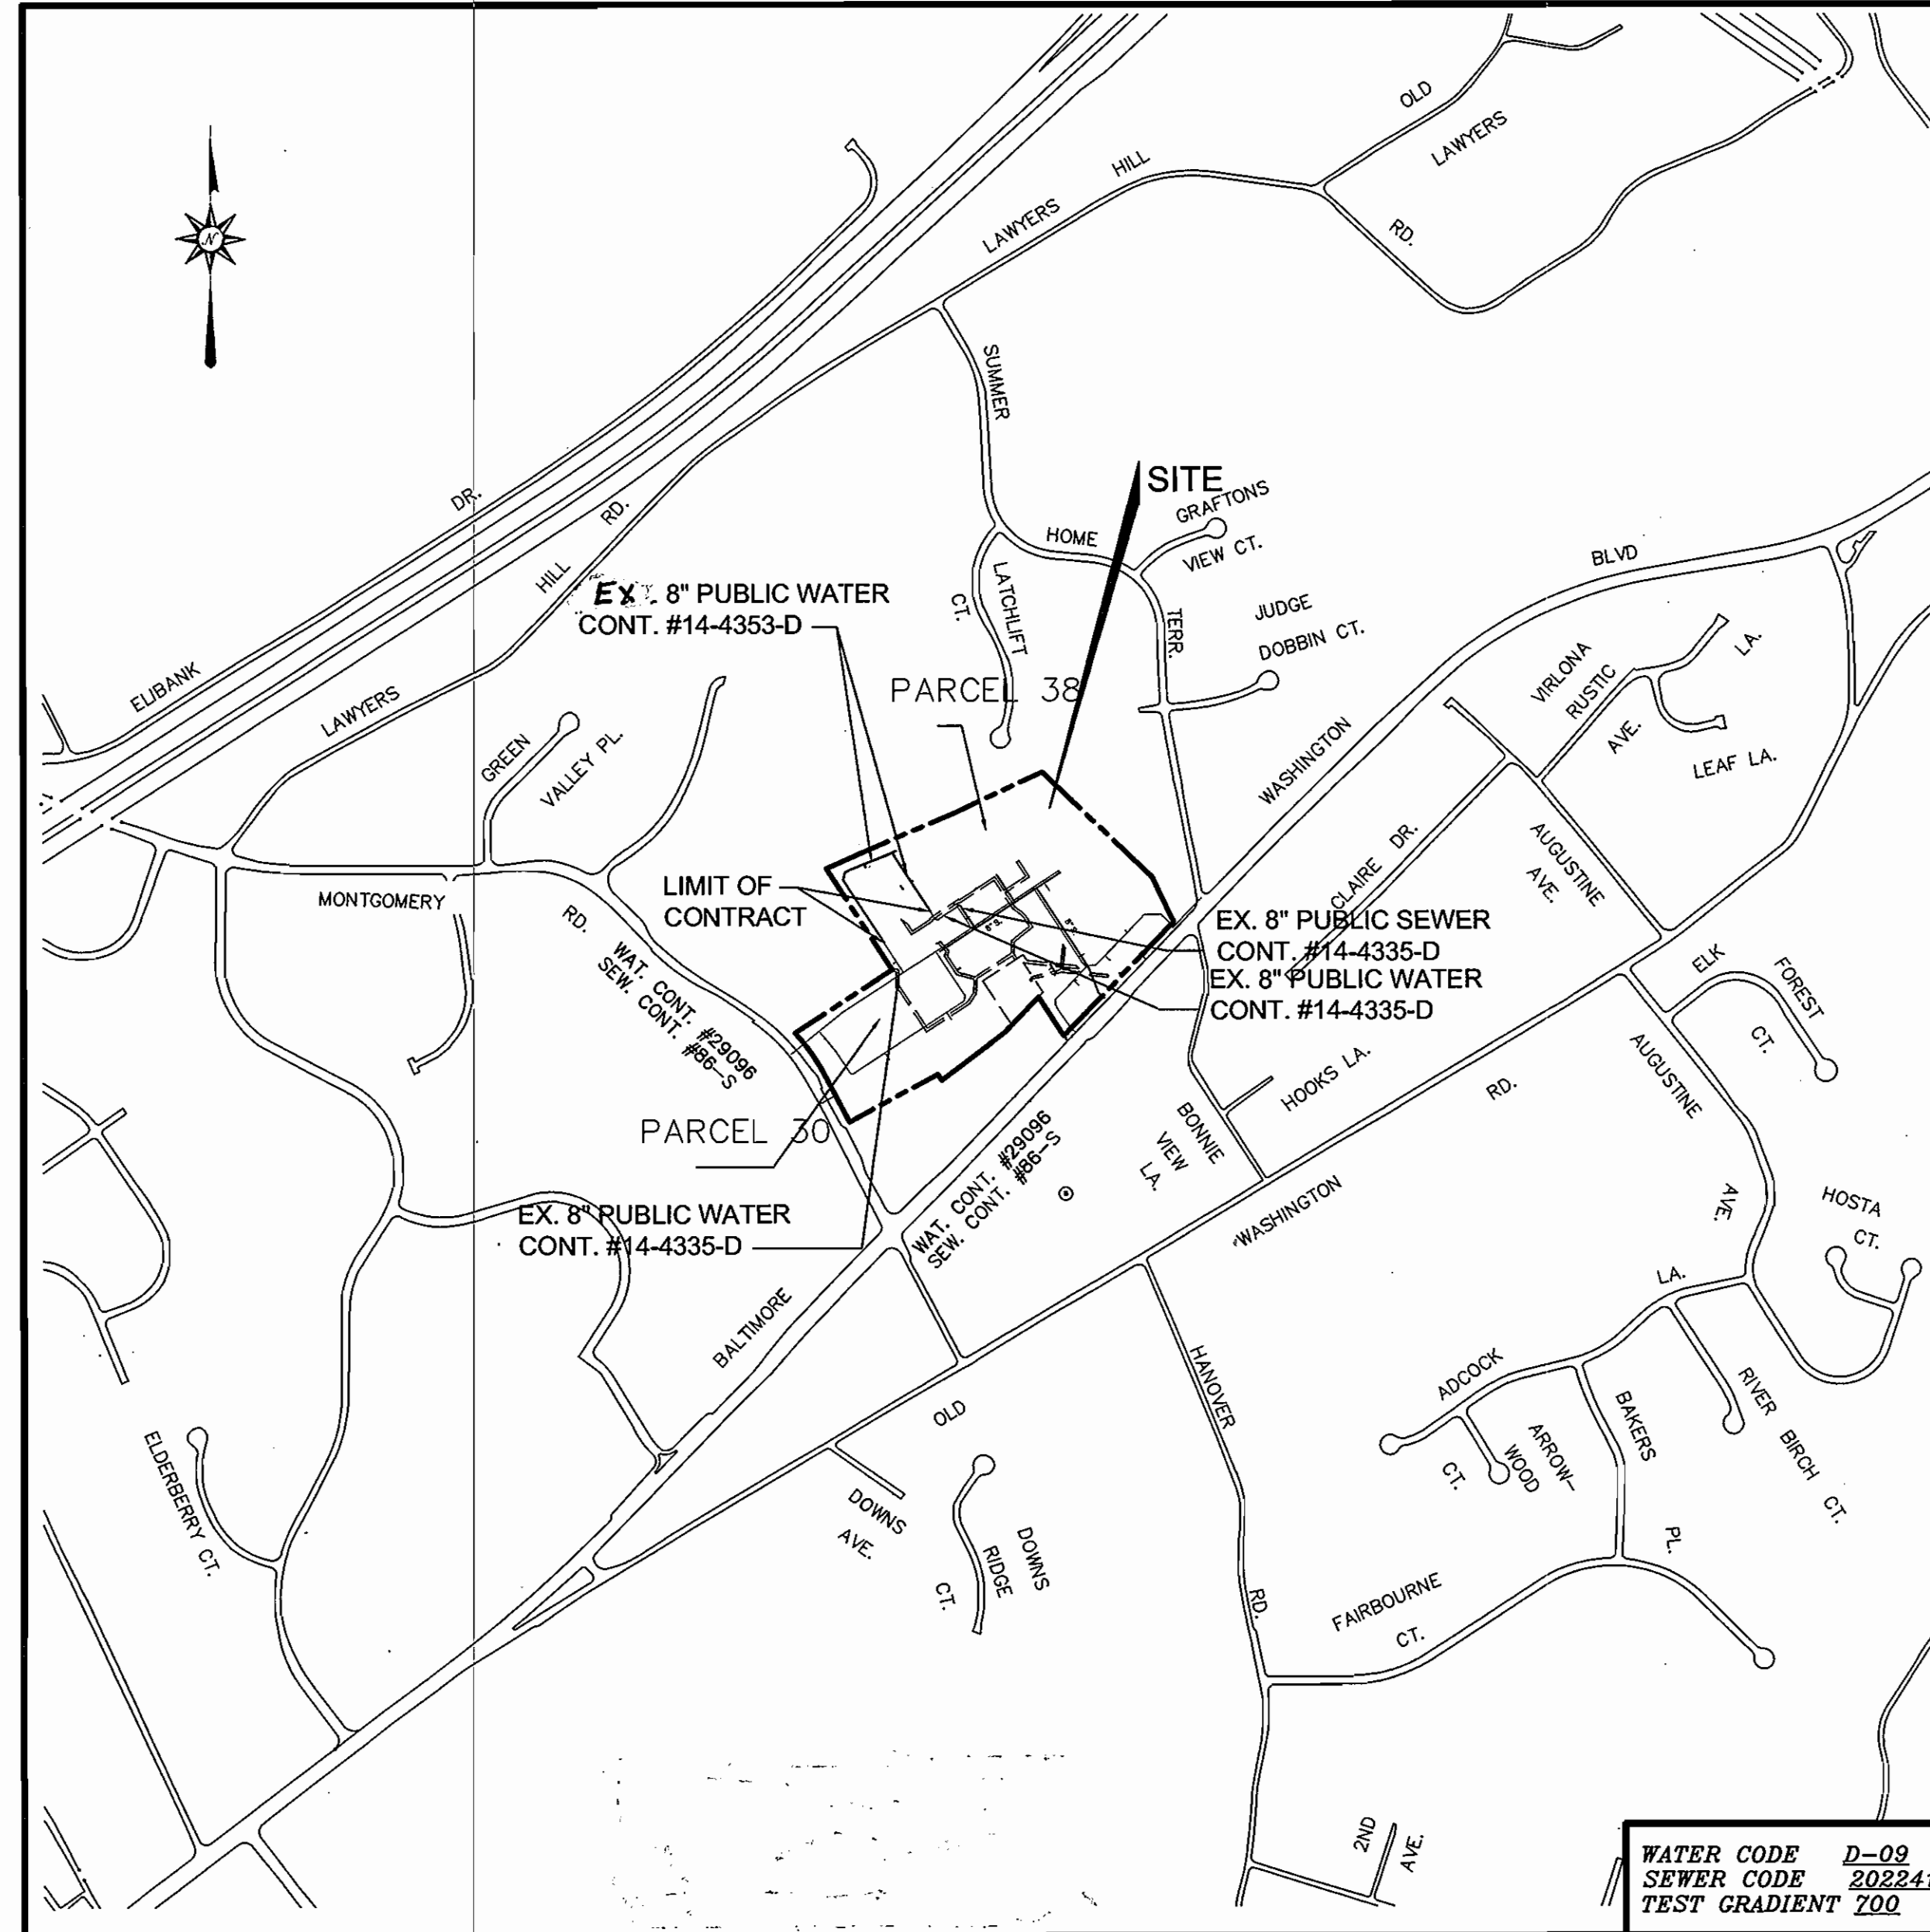 OLD
LAWYERS
HILL
LAWYERS
RD.
N
SUMMER
SITE
GRAFTONS
VIEW CT.
HOME
DR.
RD.
HILL
BLVD
EX. 8" PUBLIC WATER
CONT. #14-4353-D
LATCHLIFT
CT.
TERR.
JUDGE
DOBBIN CT.
VIRLONA
RUSTIC
LA.
AVE.
LEAF LA.
EUBANK
LAWYERS
PARCEL 38
GREEN
VALLEY PL.
WASHINGTON
CLAIRE DR.
AUGUSTINE
AVE.
MONTGOMERY
RD.
LIMIT OF
CONTRACT
8"S
8"S
EX. 8" PUBLIC SEWER
CONT. #14-4335-D
EX. 8" PUBLIC WATER
CONT. #14-4335-D
WAT. CONT. #29096
SEW. CONT. #86-S
ELK
FOREST
CT.
HOOKS LA.
RD.
AUGUSTINE
AVE.
PARCEL 30
BONNIE
VIEW
LA.
WAT. CONT. #29096
SEW. CONT. #86-S
WASHINGTON
HOSTA
CT.
EX. 8" PUBLIC WATER
CONT. #14-4335-D
BALTIMORE
LA.
ADCOCK
HANOVER
OLD
RIVER
BIRCH
CT.
BAKERS
PL.
ARROW-
WOOD
CT.
ELDERBERRY CT.
DOWNS
AVE.
DOWNS
RIDGE
CT.
RD.
FAIRBOURNE
CT.
2ND
AVE.
WATER CODE D-09
SEWER CODE 202241
TEST GRADIENT 700